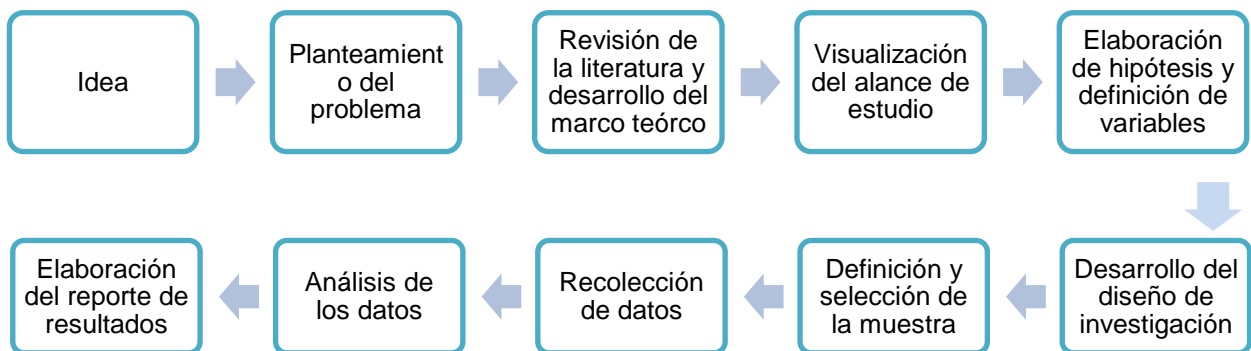 Idea
Planteamient
o del
problema
Revisión de
la literatura y
desarrollo del
marco teórco
Visualización
del alance de
estudio
Elaboración
de hipótesis y
definición de
variables
Desarrollo del
diseño de
investigación
Definición y
selección de
la muestra
Recolección
de datos
Análisis de
los datos
Elaboración
del reporte de
resultados